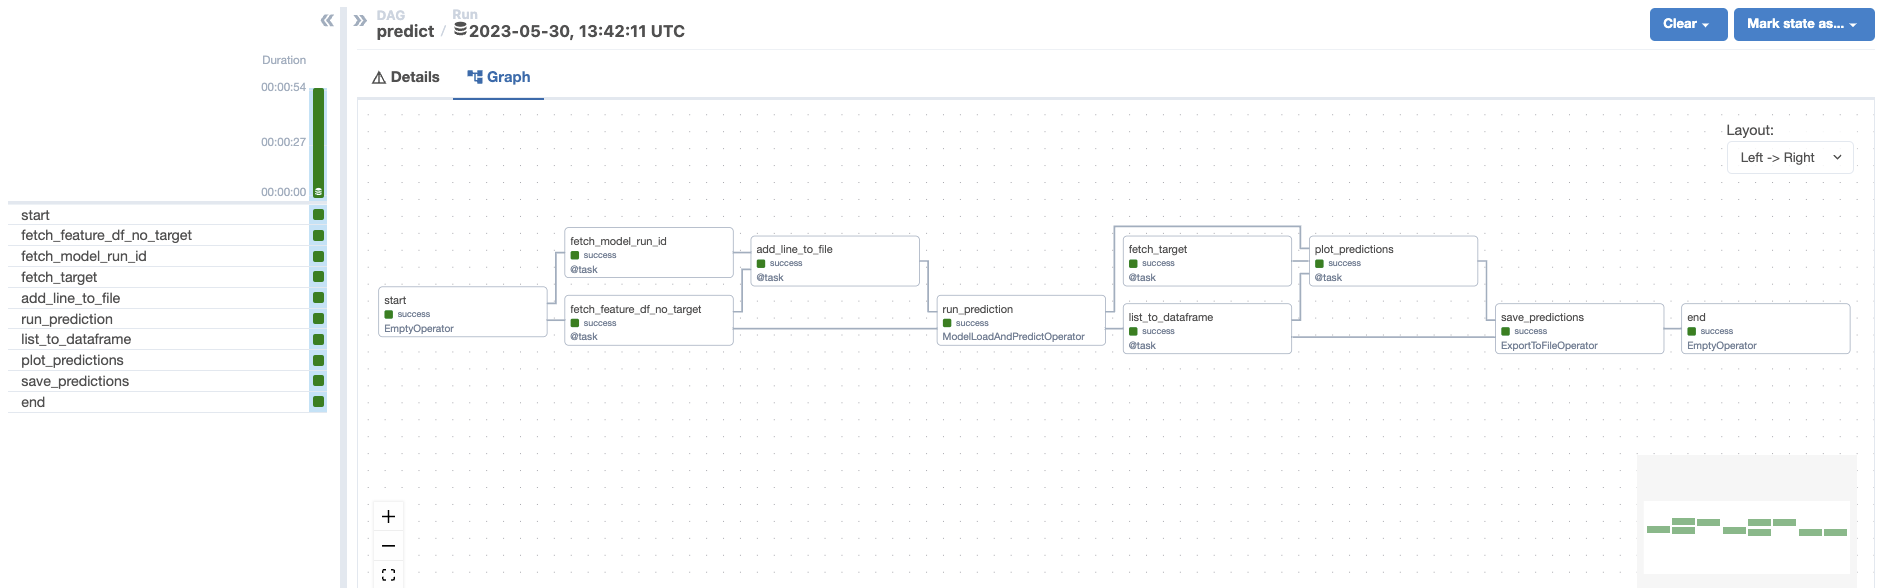 DAG
predict
/
Run
2023-05-30, 13:42:11 UTC
Clear
Mark state as...
Details
Graph
Duration
00:00:54
00:00:27
00:00:00
start
fetch_feature_df_no_target
fetch_model_run_id
fetch_target
add_line_to_file
run_prediction
list_to_dataframe
plot_predictions
save_predictions
end
Layout:
Left -> Right
start
success
EmptyOperator
fetch_model_run_id
success
@task
fetch_feature_df_no_target
success
@task
add_line_to_file
success
@task
run_prediction
success
ModelLoadAndPredictOperator
fetch_target
success
@task
list_to_dataframe
success
@task
plot_predictions
success
@task
save_predictions
success
ExportToFileOperator
end
success
EmptyOperator